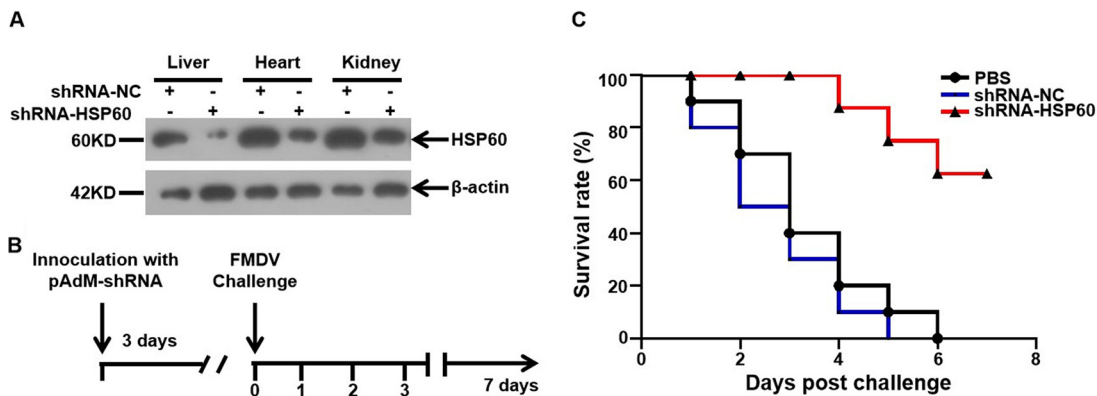 A
Liver Heart Kidney
shRNA-NC + - + - + -
shRNA-HSP60 - + - + - +
60KD HSP60
42KD β-actin
B
Innoculation with
pAdM-shRNA
FMDV
Challenge
3 days
0 1 2 3
7 days
C
PBS
shRNA-NC
shRNA-HSP60
Survival rate (%)
100
80
60
40
20
0
0 2 4 6 8
Days post challenge